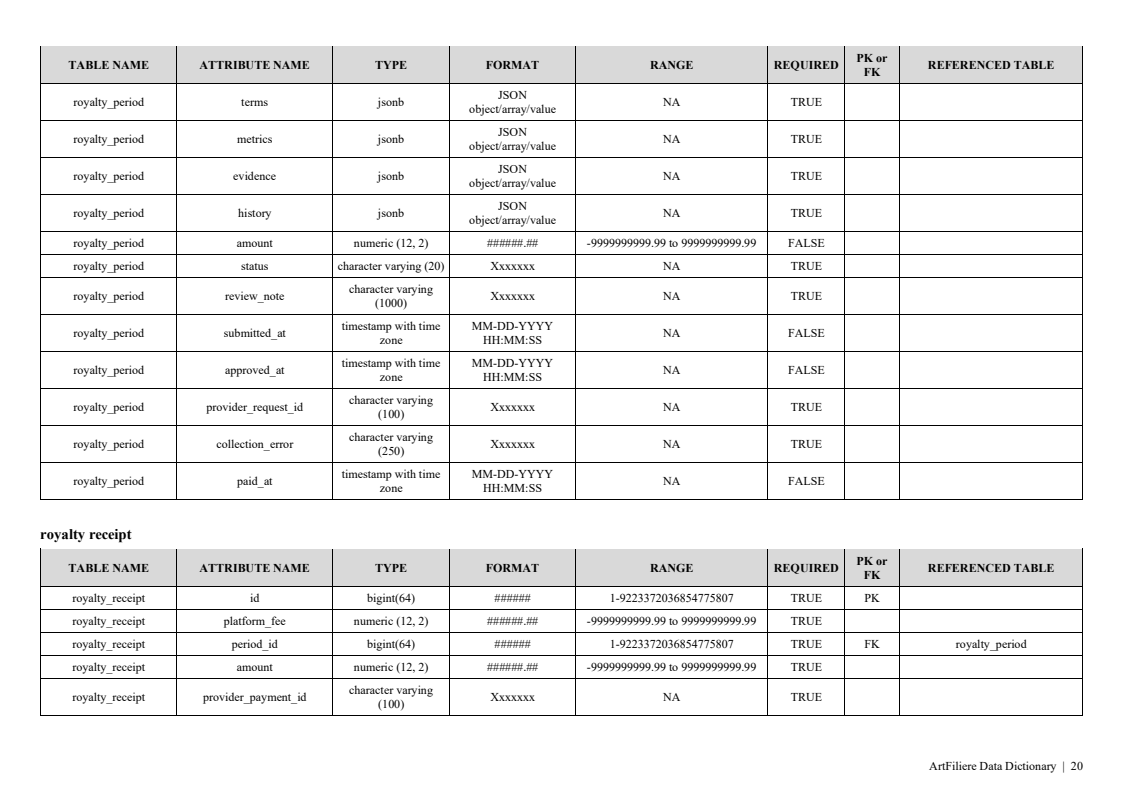 TABLE NAME ATTRIBUTE NAME TYPE FORMAT RANGE REQUIRED PK or FK REFERENCED TABLE
royalty_period terms jsonb JSON object/array/value NA TRUE
royalty_period metrics jsonb JSON object/array/value NA TRUE
royalty_period evidence jsonb JSON object/array/value NA TRUE
royalty_period history jsonb JSON object/array/value NA TRUE
royalty_period amount numeric (12, 2) ######.## -9999999999.99 to 9999999999.99 FALSE
royalty_period status character varying (20) Xxxxxxx NA TRUE
royalty_period review_note character varying (1000) Xxxxxxx NA TRUE
royalty_period submitted_at timestamp with time zone MM-DD-YYYY HH:MM:SS NA FALSE
royalty_period approved_at timestamp with time zone MM-DD-YYYY HH:MM:SS NA FALSE
royalty_period provider_request_id character varying (100) Xxxxxxx NA TRUE
royalty_period collection_error character varying (250) Xxxxxxx NA TRUE
royalty_period paid_at timestamp with time zone MM-DD-YYYY HH:MM:SS NA FALSE
royalty receipt
TABLE NAME ATTRIBUTE NAME TYPE FORMAT RANGE REQUIRED PK or FK REFERENCED TABLE
royalty_receipt id bigint(64) ###### 1-9223372036854775807 TRUE PK
royalty_receipt platform_fee numeric (12, 2) ######.## -9999999999.99 to 9999999999.99 TRUE
royalty_receipt period_id bigint(64) ###### 1-9223372036854775807 TRUE FK royalty_period
royalty_receipt amount numeric (12, 2) ######.## -9999999999.99 to 9999999999.99 TRUE
royalty_receipt provider_payment_id character varying (100) Xxxxxxx NA TRUE
ArtFiliere Data Dictionary | 20